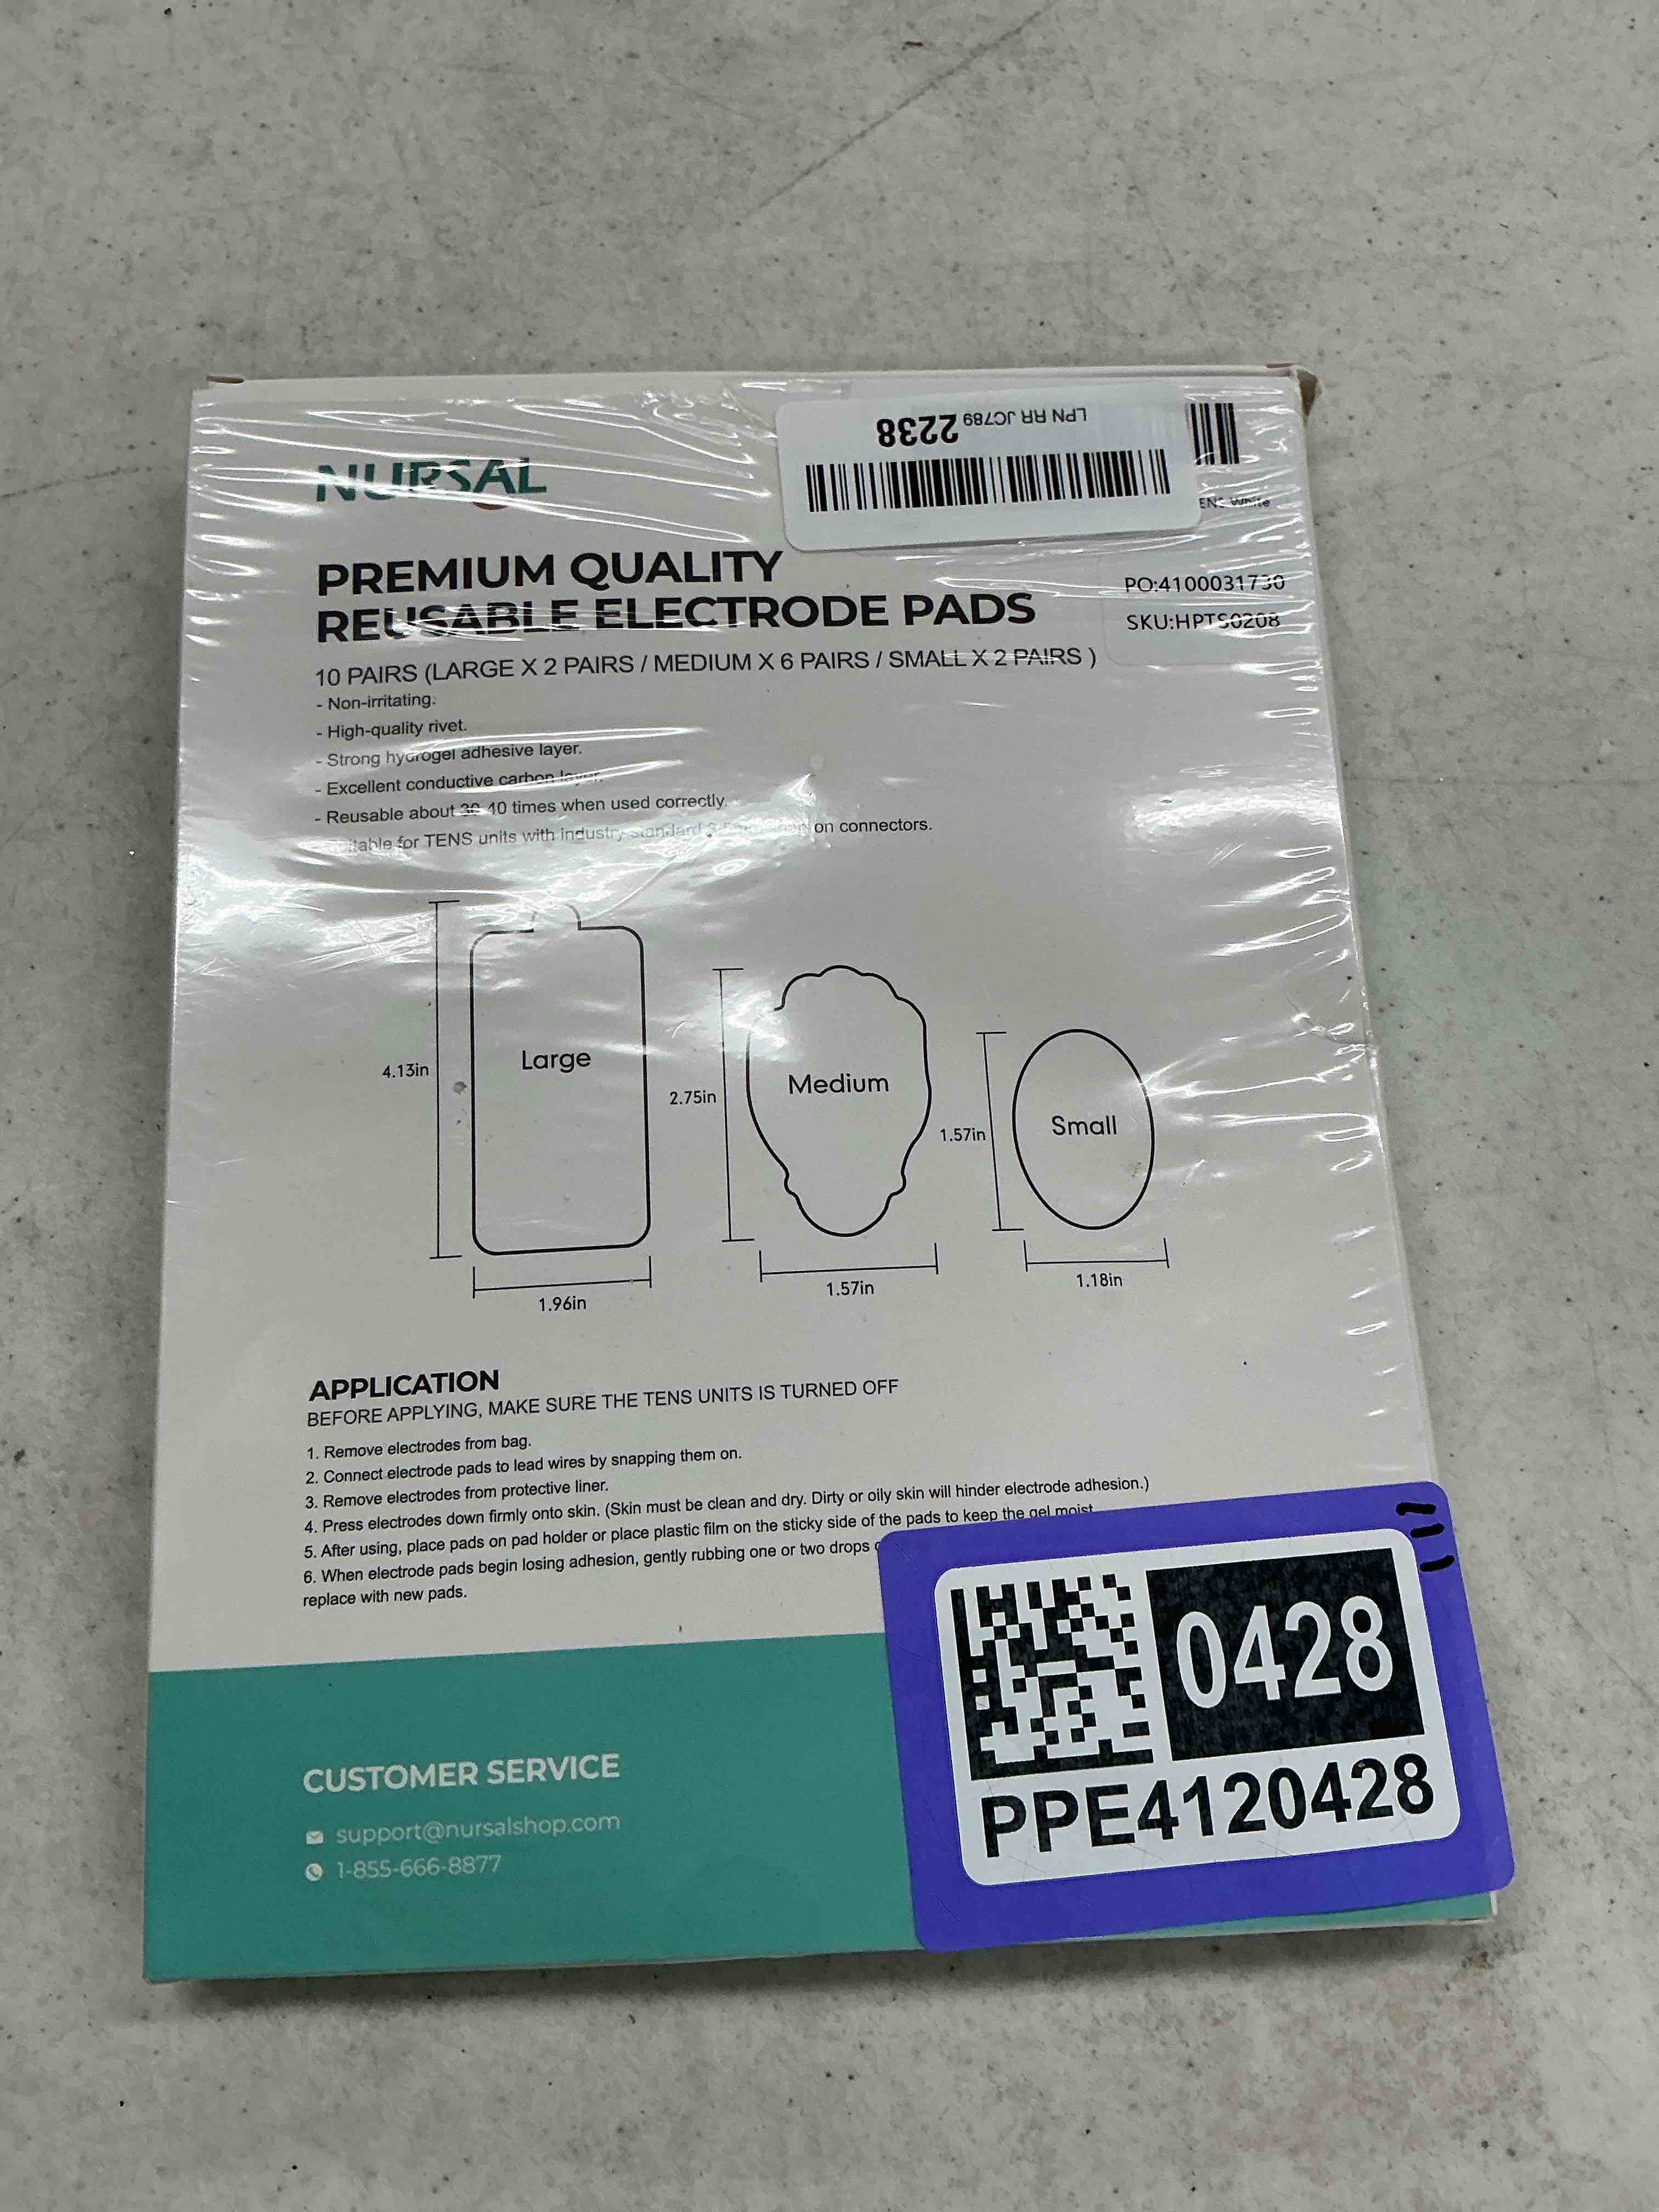 LPN RR JC789 2238
NURSAL
White
PREMIUM QUALITY
REUSABLE ELECTRODE PADS
PO:4100031730
SKU:HPTS0208
10 PAIRS (LARGE X 2 PAIRS / MEDIUM X 6 PAIRS / SMALL X 2 PAIRS )
- Non-irritating.
- High-quality rivet.
- Strong hydrogel adhesive layer.
- Excellent conductive carbon layer.
- Reusable about 30-40 times when used correctly.
for TENS units with industry standard on connectors.
Large
4.13in
1.96in
Medium
2.75in
1.57in
Small
1.57in
1.18in
APPLICATION
BEFORE APPLYING, MAKE SURE THE TENS UNITS IS TURNED OFF
1. Remove electrodes from bag.
2. Connect electrode pads to lead wires by snapping them on.
3. Remove electrodes from protective liner.
4. Press electrodes down firmly onto skin. (Skin must be clean and dry. Dirty or oily skin will hinder electrode adhesion.)
5. After using, place pads on pad holder or place plastic film on the sticky side of the pads to keep the gel moist
6. When electrode pads begin losing adhesion, gently rubbing one or two drops
replace with new pads.
0428
PPE4120428
CUSTOMER SERVICE
support@nursalshop.com
1-855-666-8877